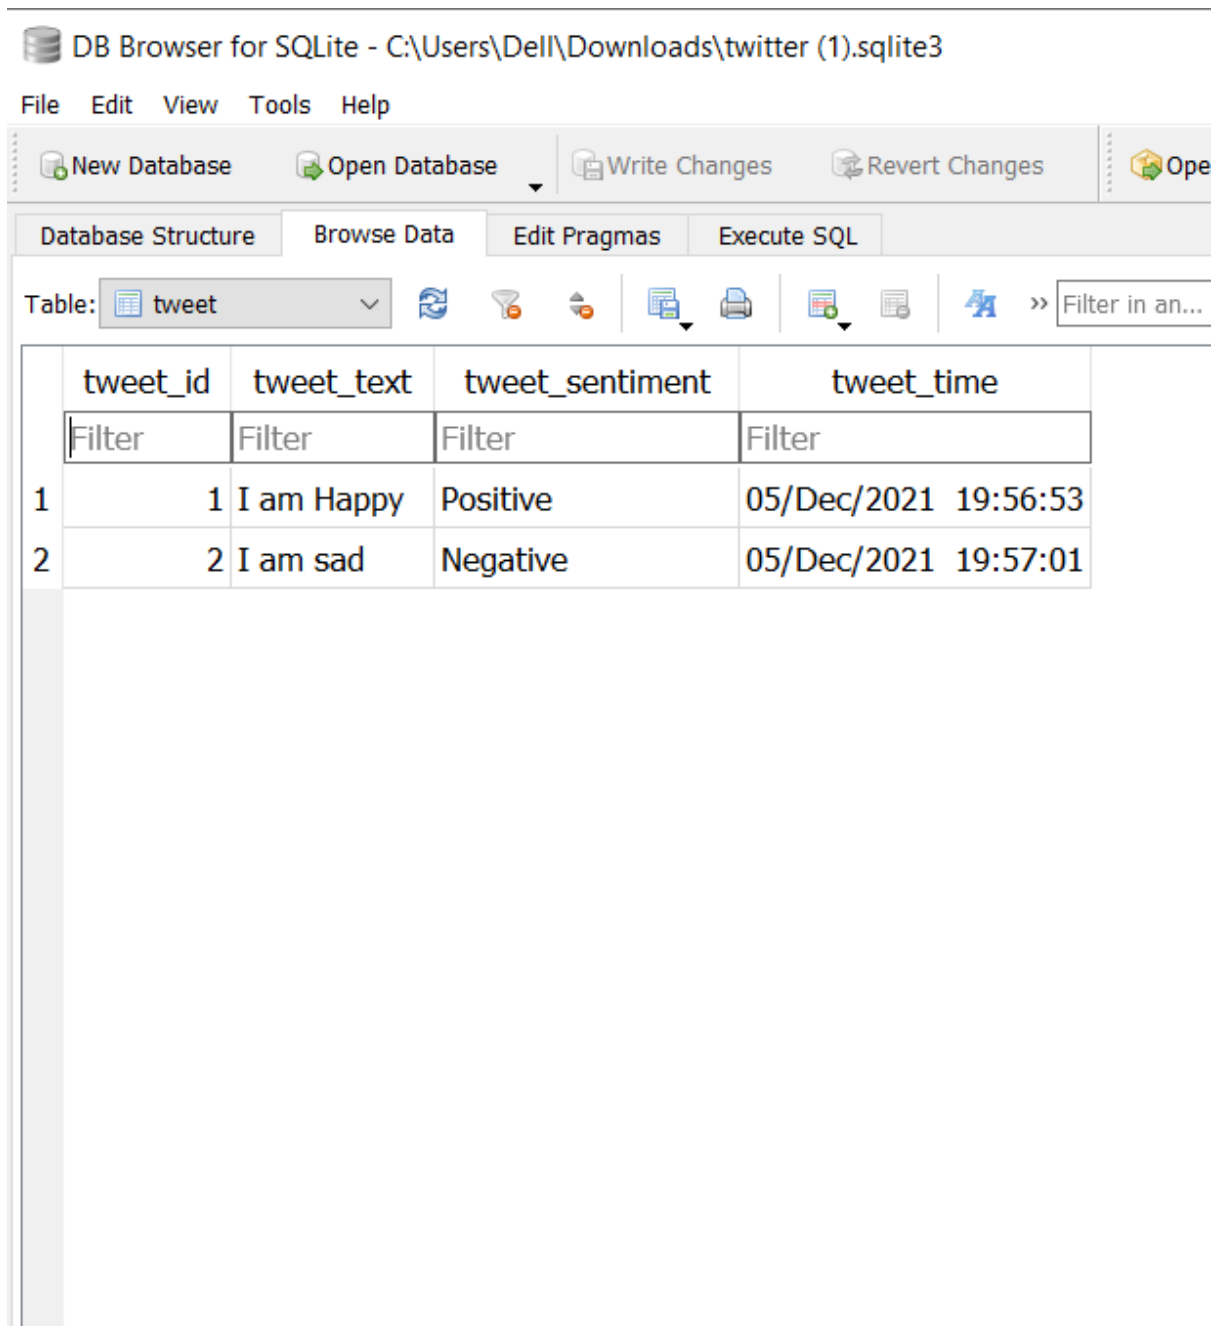 DB Browser for SQLite - C:\Users\Dell\Downloads\twitter (1).sqlite3
File Edit View Tools Help
New Database Open Database Write Changes Revert Changes Ope
Database Structure Browse Data Edit Pragmas Execute SQL
Table: tweet » Filter in an...
tweet_id tweet_text tweet_sentiment tweet_time
Filter Filter Filter Filter
1 1 I am Happy Positive 05/Dec/2021 19:56:53
2 2 I am sad Negative 05/Dec/2021 19:57:01